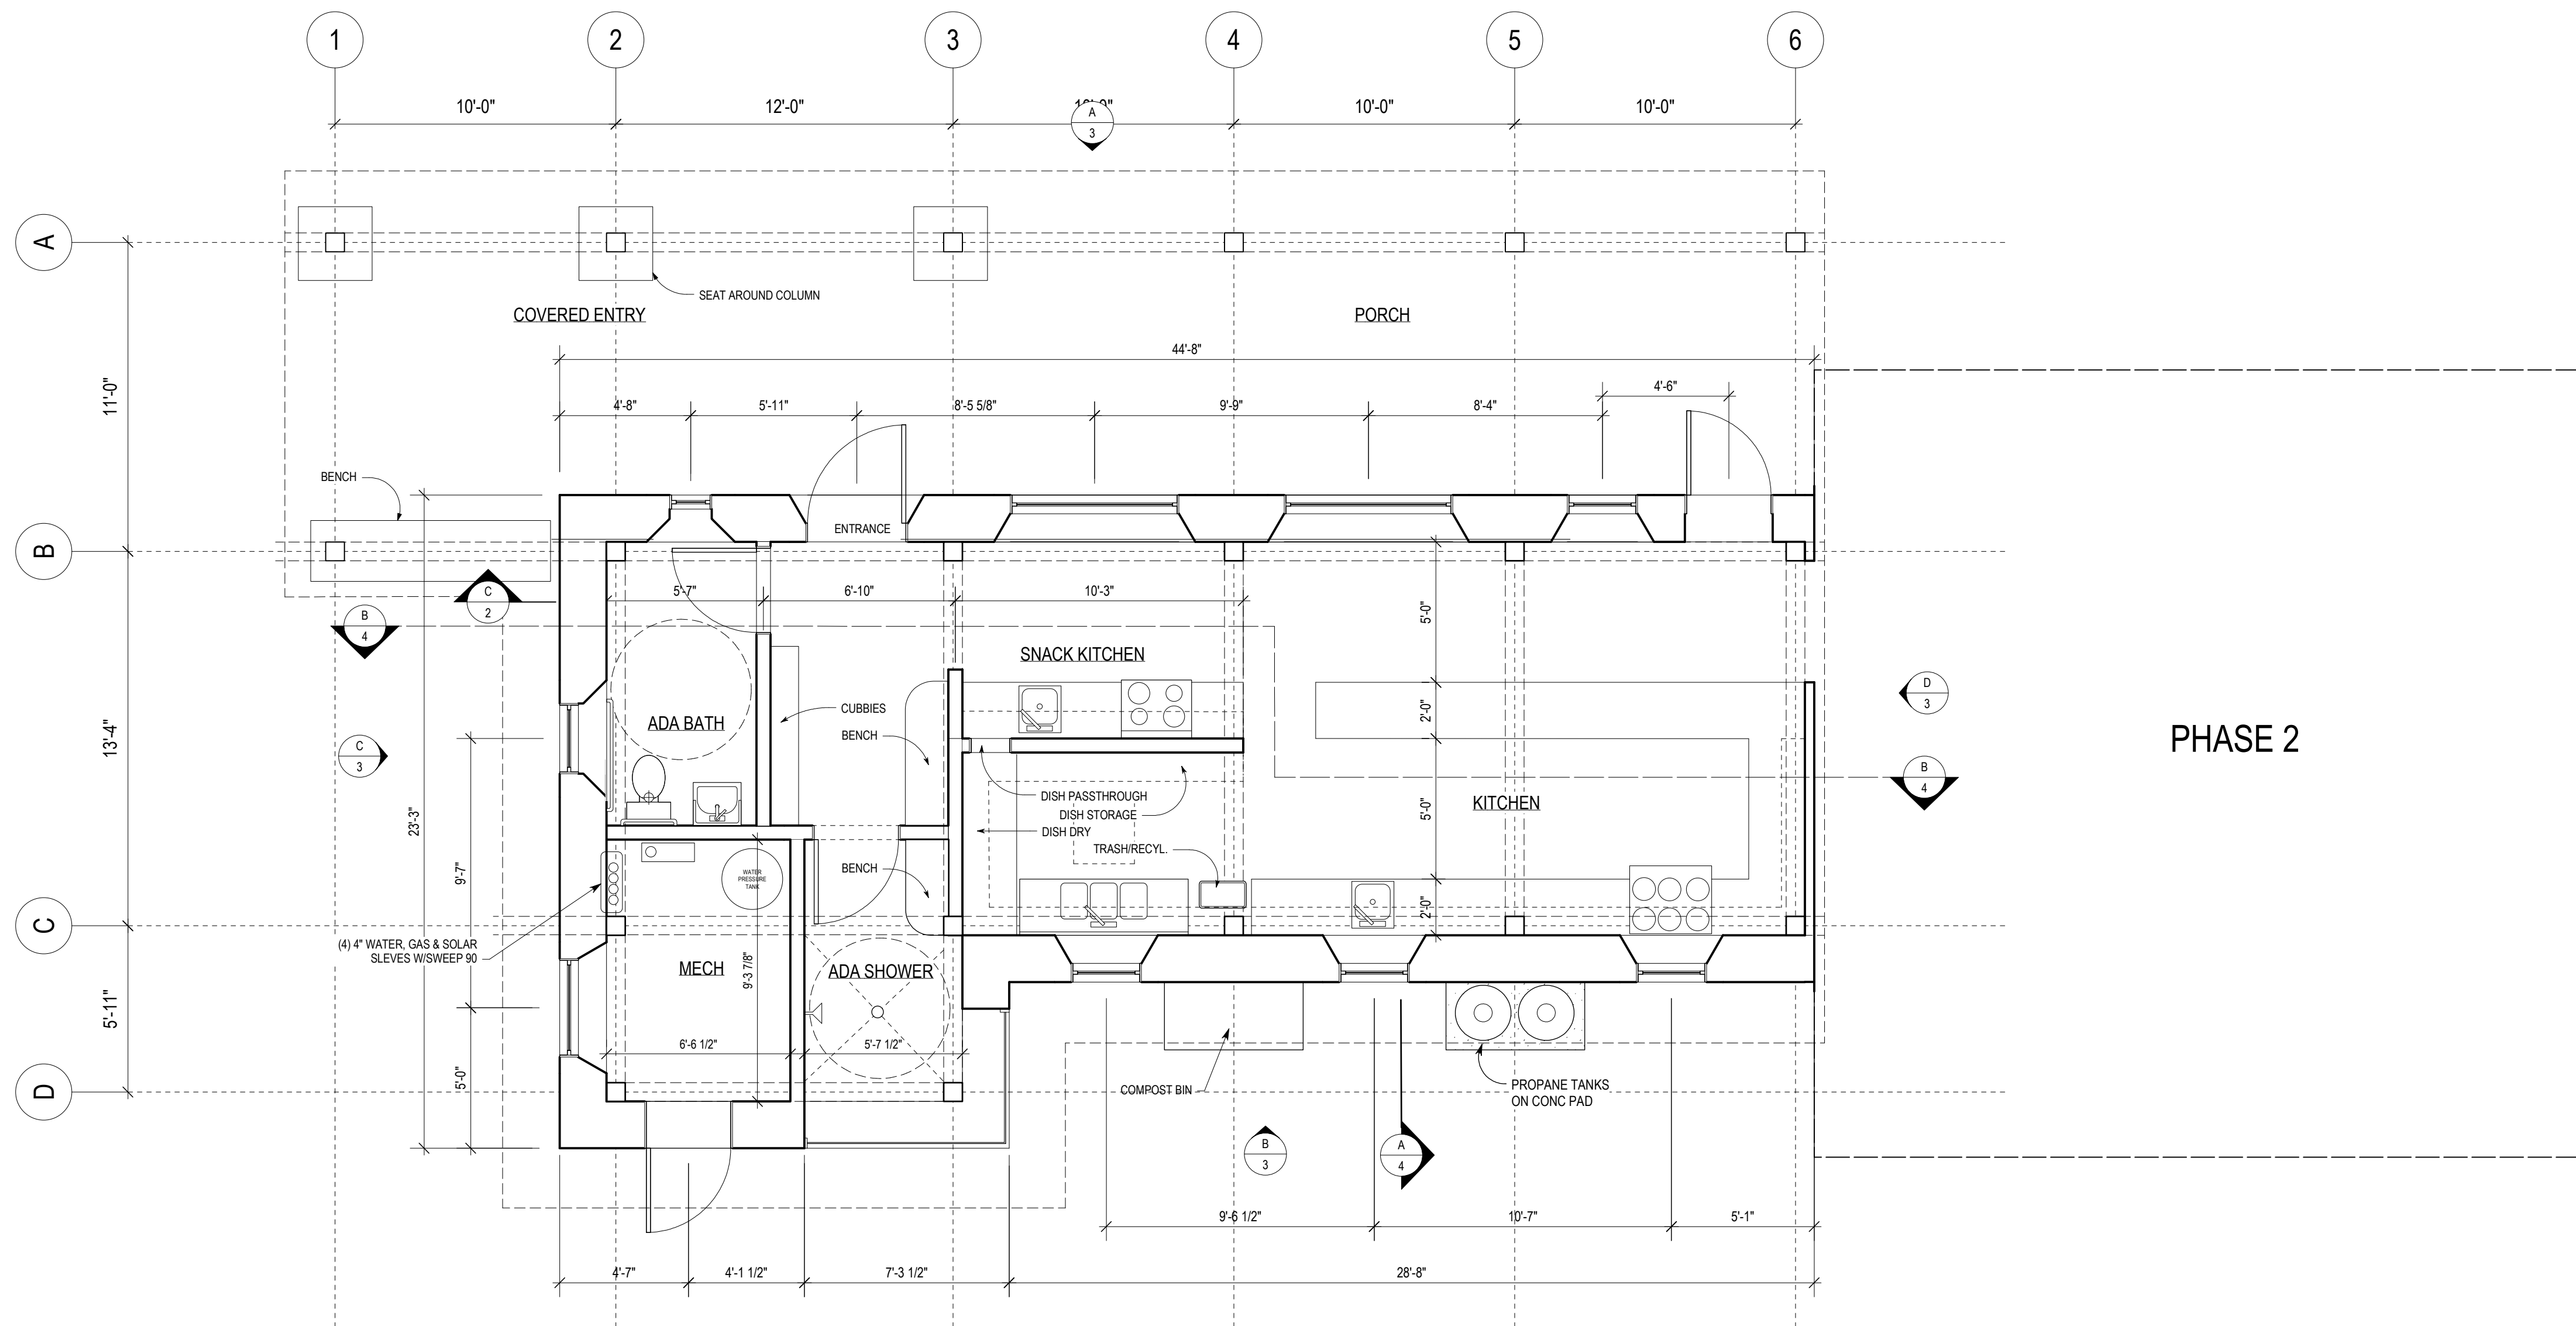 1
2
3
4
5
6
10'-0"
12'-0"
10'-0"
10'-0"
10'-0"
A
3
A
SEAT AROUND COLUMN
COVERED ENTRY
PORCH
44'-8"
11'-0"
4'-8"
5'-11"
8'-5 5/8"
9'-9"
8'-4"
4'-6"
BENCH
ENTRANCE
B
C
2
B
4
5'-7"
6'-10"
10'-3"
5'-0"
SNACK KITCHEN
D
3
CUBBIES
2'-0"
ADA BATH
BENCH
13'-4"
C
3
PHASE 2
B
4
DISH PASSTHROUGH
DISH STORAGE
DISH DRY
KITCHEN
5'-0"
23'-3"
TRASH/RECYL.
9'-7"
BENCH
WATER
PRESSURE
TANK
2'-0"
C
(4) 4" WATER, GAS & SOLAR
SLEVES W/SWEEP 90
MECH
9'-3 7/8"
ADA SHOWER
5'-11"
6'-6 1/2"
5'-7 1/2"
5'-0"
D
COMPOST BIN
PROPANE TANKS
ON CONC PAD
B
3
A
4
9'-6 1/2"
10'-7"
5'-1"
4'-7"
4'-1 1/2"
7'-3 1/2"
28'-8"